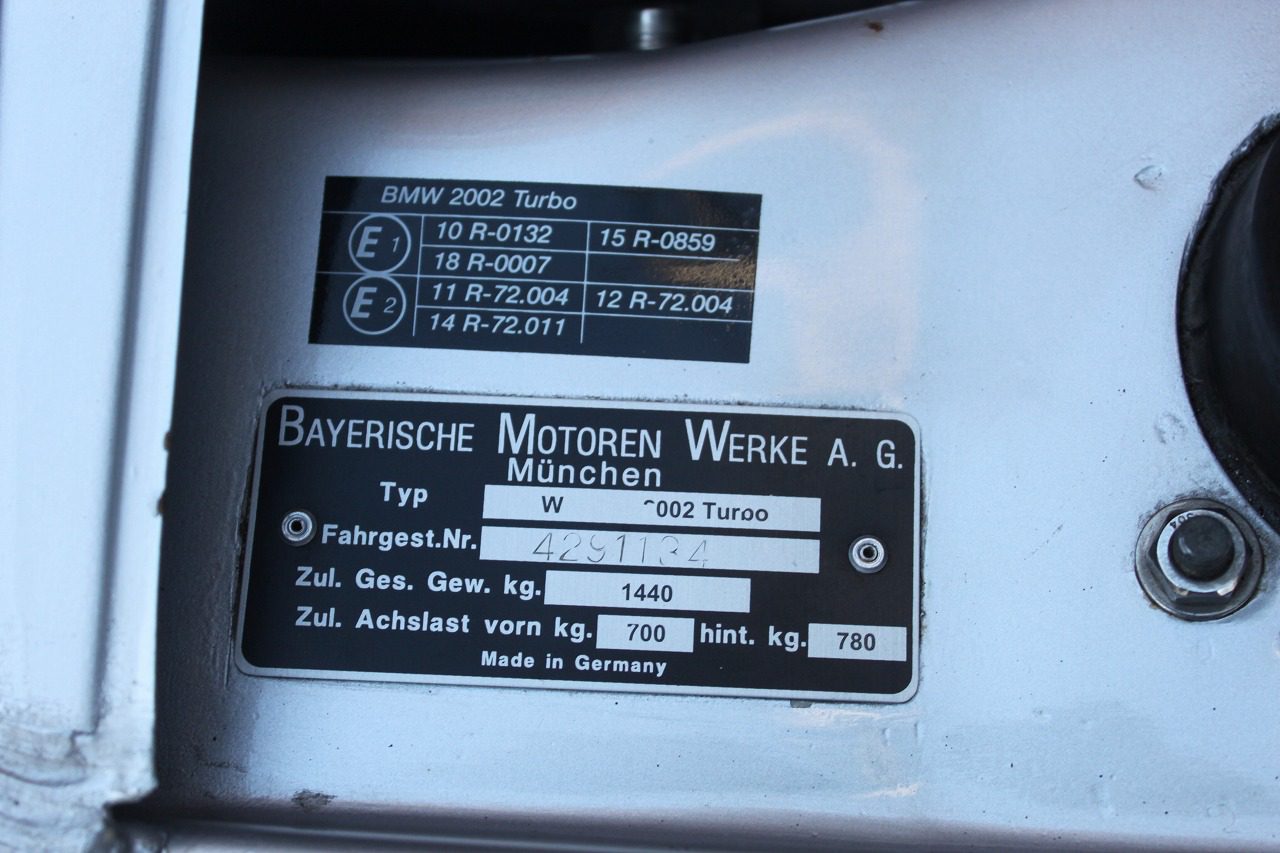 BMW 2002 Turbo
E 1 10 R-0132 15 R-0859
18 R-0007
E 2 11 R-72.004 12 R-72.004
14 R-72.011
BAYERISCHE MOTOREN WERKE A. G.
München
Typ W 2002 Turbo
Fahrgest.Nr. 4291134
Zul. Ges. Gew. kg. 1440
Zul. Achslast vorn kg. 700 hint. kg. 780
Made in Germany